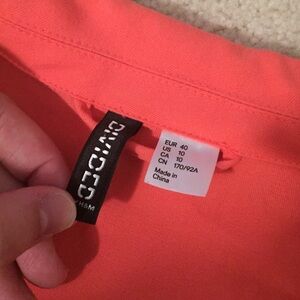 DIVIDED
H&M
EUR 40
US 10
CA 10
CN 170/92A
Made in
China